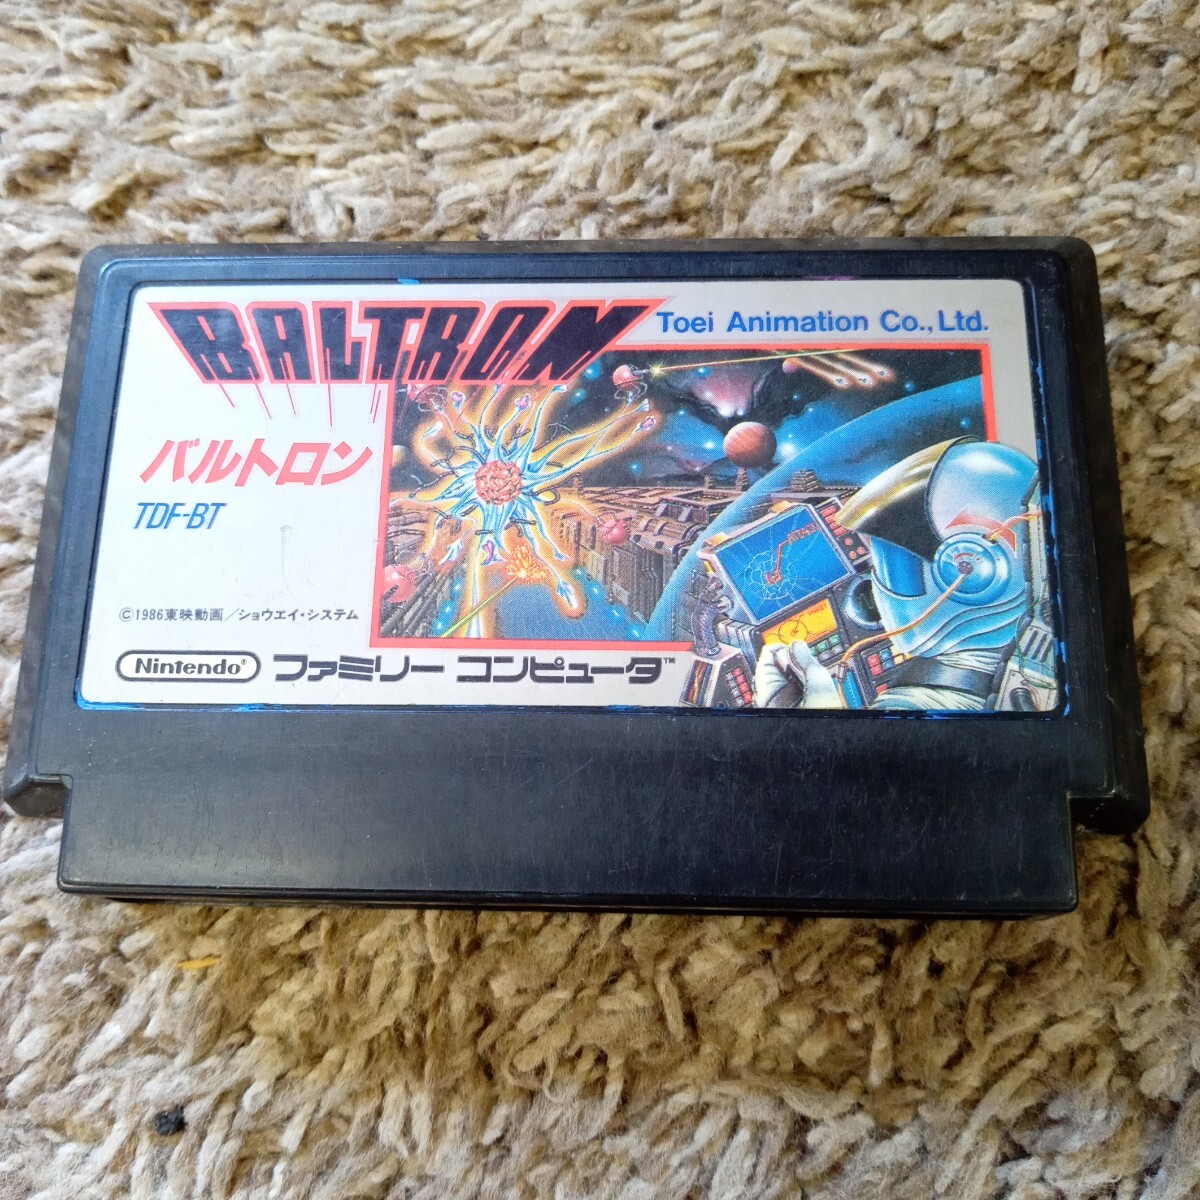 BALTRON
Toei Animation Co.,Ltd.
バルトロン
TDF-BT
©1986東映動画/ショウエイ・システム
Nintendo® ファミリー コンピュータ™